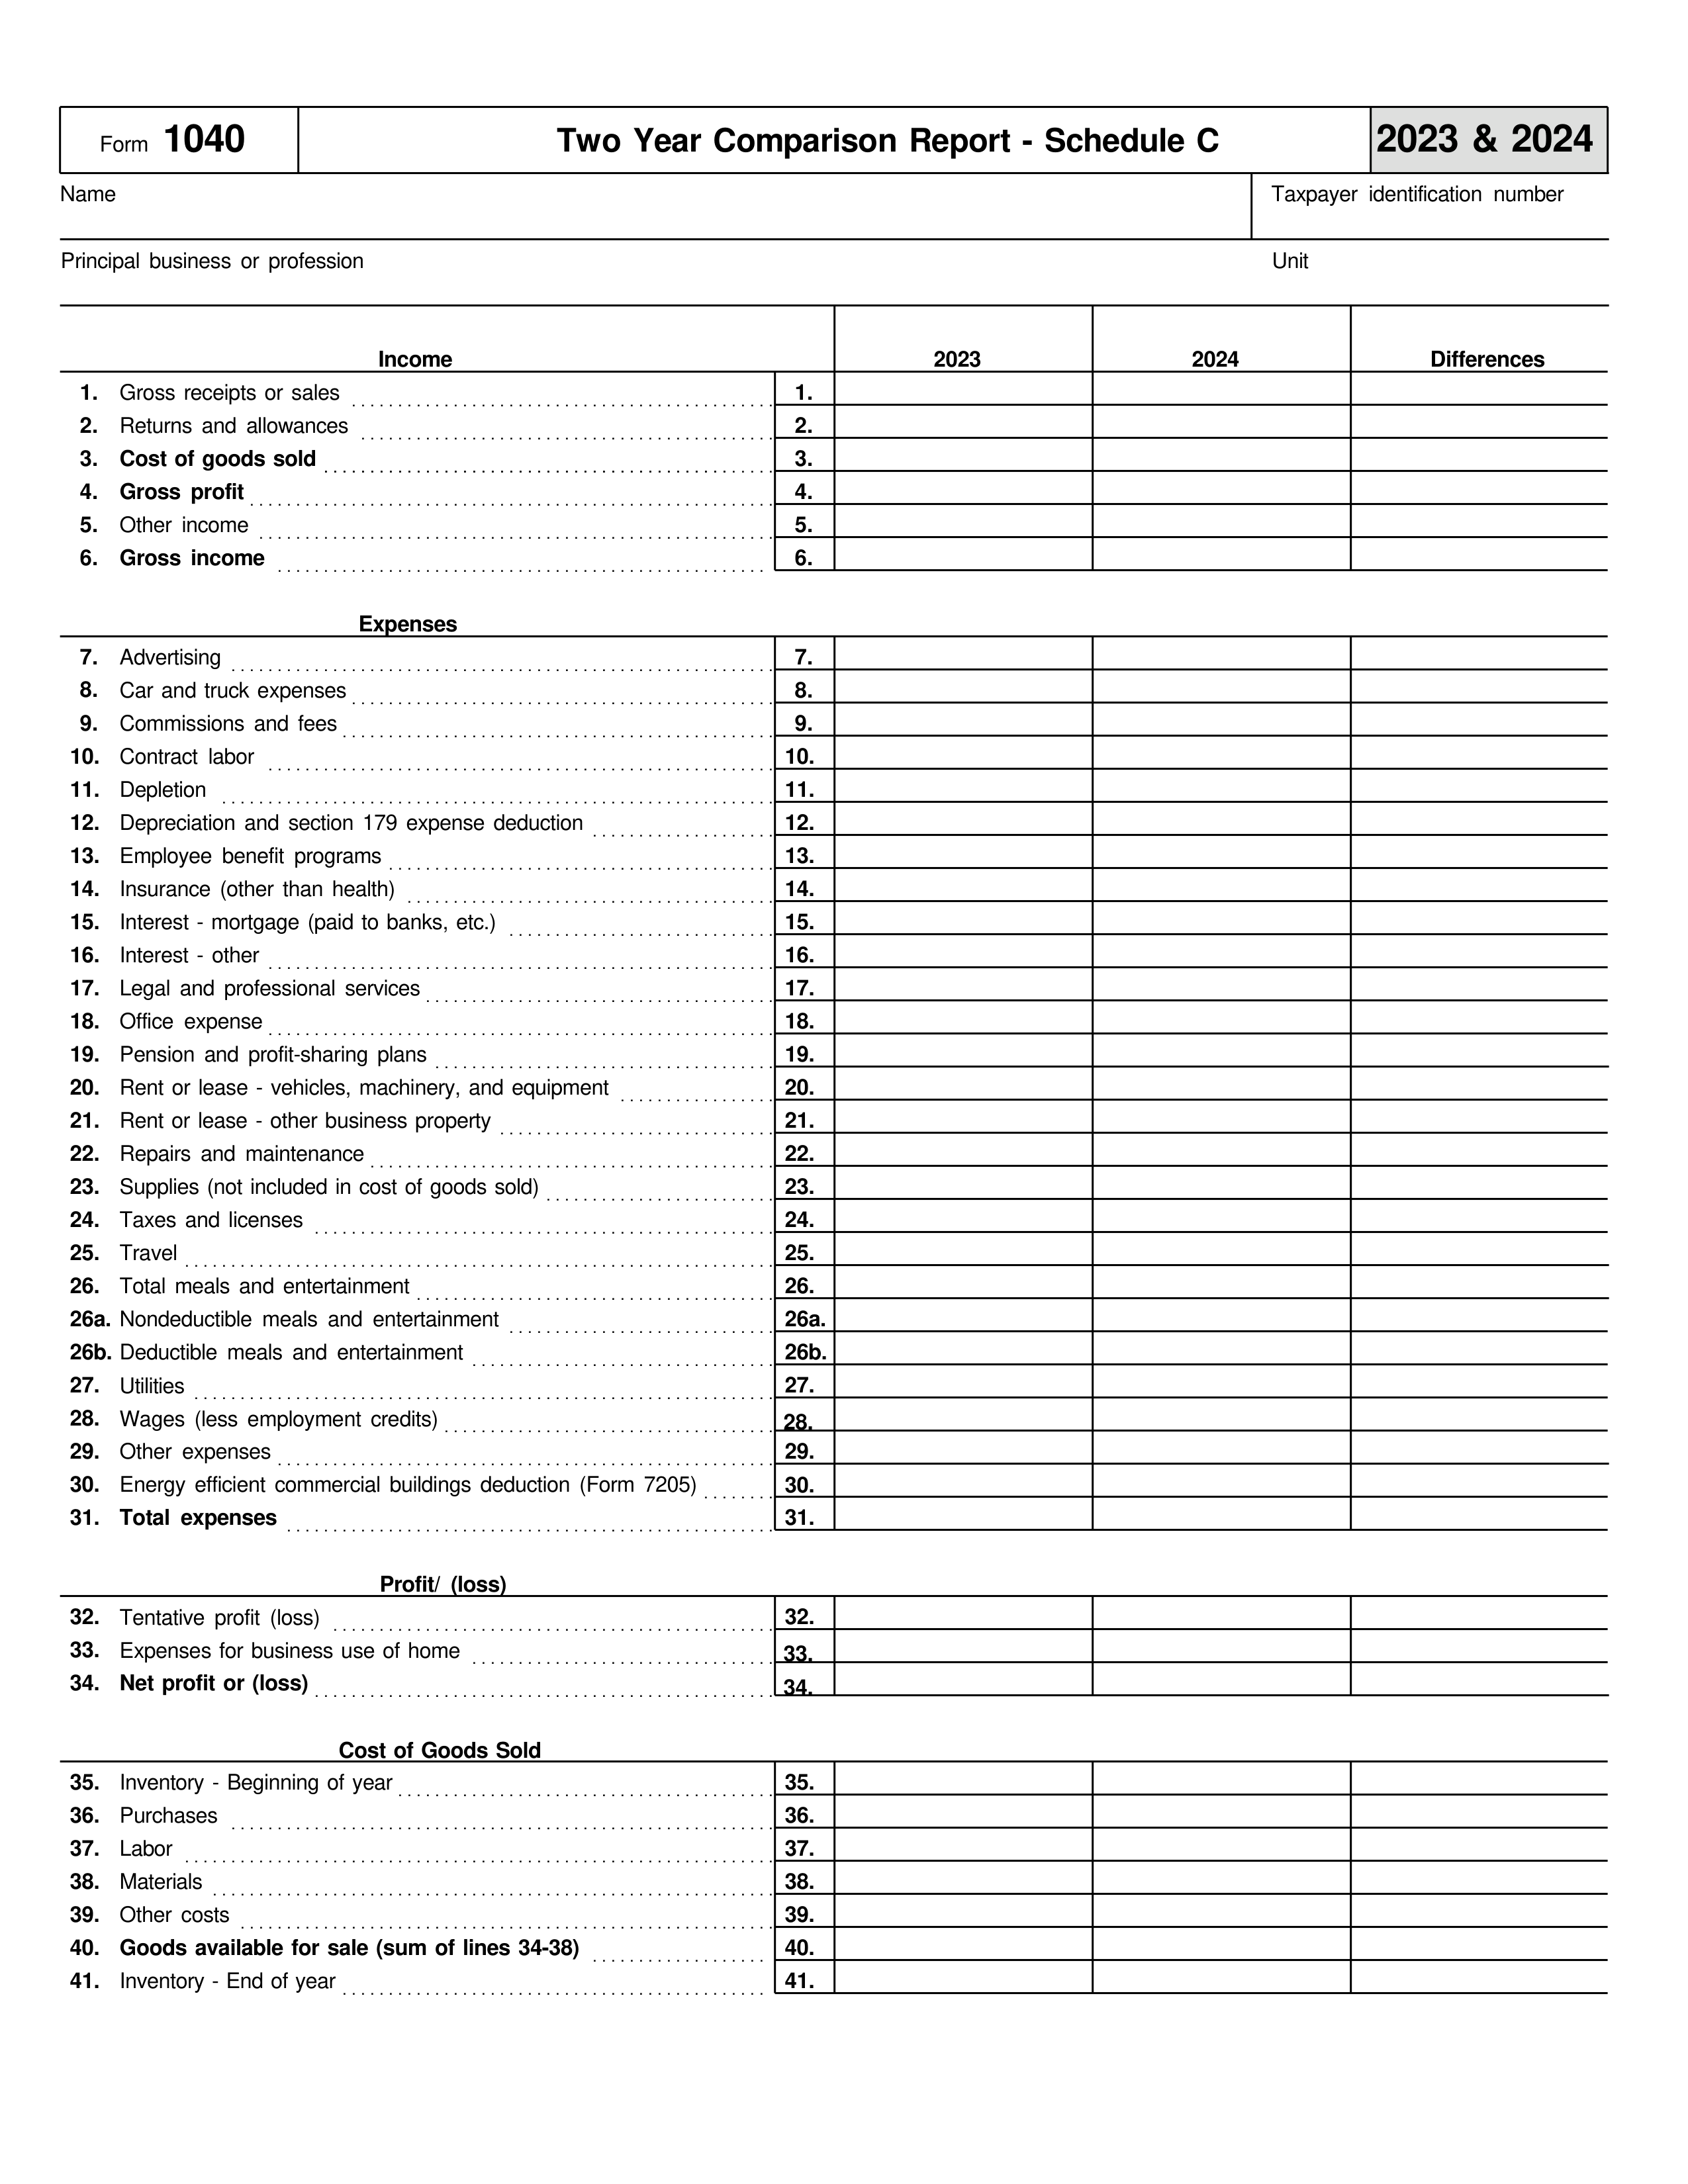 Form 1040 Two Year Comparison Report - Schedule C 2023 & 2024
Name Taxpayer identification number
Principal business or profession Unit
Income 2023 2024 Differences
1. Gross receipts or sales 1.
2. Returns and allowances 2.
3. Cost of goods sold 3.
4. Gross profit 4.
5. Other income 5.
6. Gross income 6.
Expenses
7. Advertising 7.
8. Car and truck expenses 8.
9. Commissions and fees 9.
10. Contract labor 10.
11. Depletion 11.
12. Depreciation and section 179 expense deduction 12.
13. Employee benefit programs 13.
14. Insurance (other than health) 14.
15. Interest - mortgage (paid to banks, etc.) 15.
16. Interest - other 16.
17. Legal and professional services 17.
18. Office expense 18.
19. Pension and profit-sharing plans 19.
20. Rent or lease - vehicles, machinery, and equipment 20.
21. Rent or lease - other business property 21.
22. Repairs and maintenance 22.
23. Supplies (not included in cost of goods sold) 23.
24. Taxes and licenses 24.
25. Travel 25.
26. Total meals and entertainment 26.
26a. Nondeductible meals and entertainment 26a.
26b. Deductible meals and entertainment 26b.
27. Utilities 27.
28. Wages (less employment credits) 28.
29. Other expenses 29.
30. Energy efficient commercial buildings deduction (Form 7205) 30.
31. Total expenses 31.
Profit/ (loss)
32. Tentative profit (loss) 32.
33. Expenses for business use of home 33.
34. Net profit or (loss) 34.
Cost of Goods Sold
35. Inventory - Beginning of year 35.
36. Purchases 36.
37. Labor 37.
38. Materials 38.
39. Other costs 39.
40. Goods available for sale (sum of lines 34-38) 40.
41. Inventory - End of year 41.